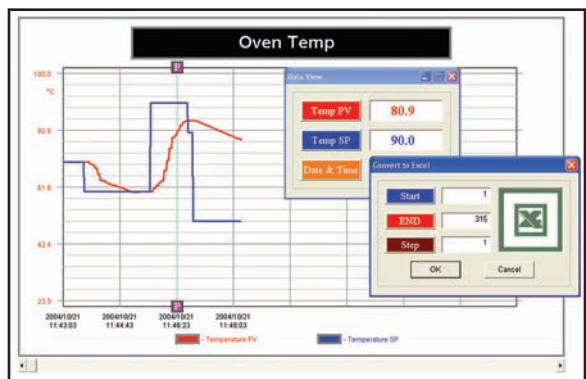 Oven Temp
P
100.0
°C
80.8
61.6
42.4
23.0
P
2004/10/21 2004/10/21 2004/10/21 2004/10/21
11:43:03 11:44:43 11:46:23 11:48:03
- Temperature PV - Temperature SP
Data View
Temp PV 80.9
Temp SP 90.0
Date & Time
Convert to Excel
Start 1
END 315
Step 1
OK Cancel